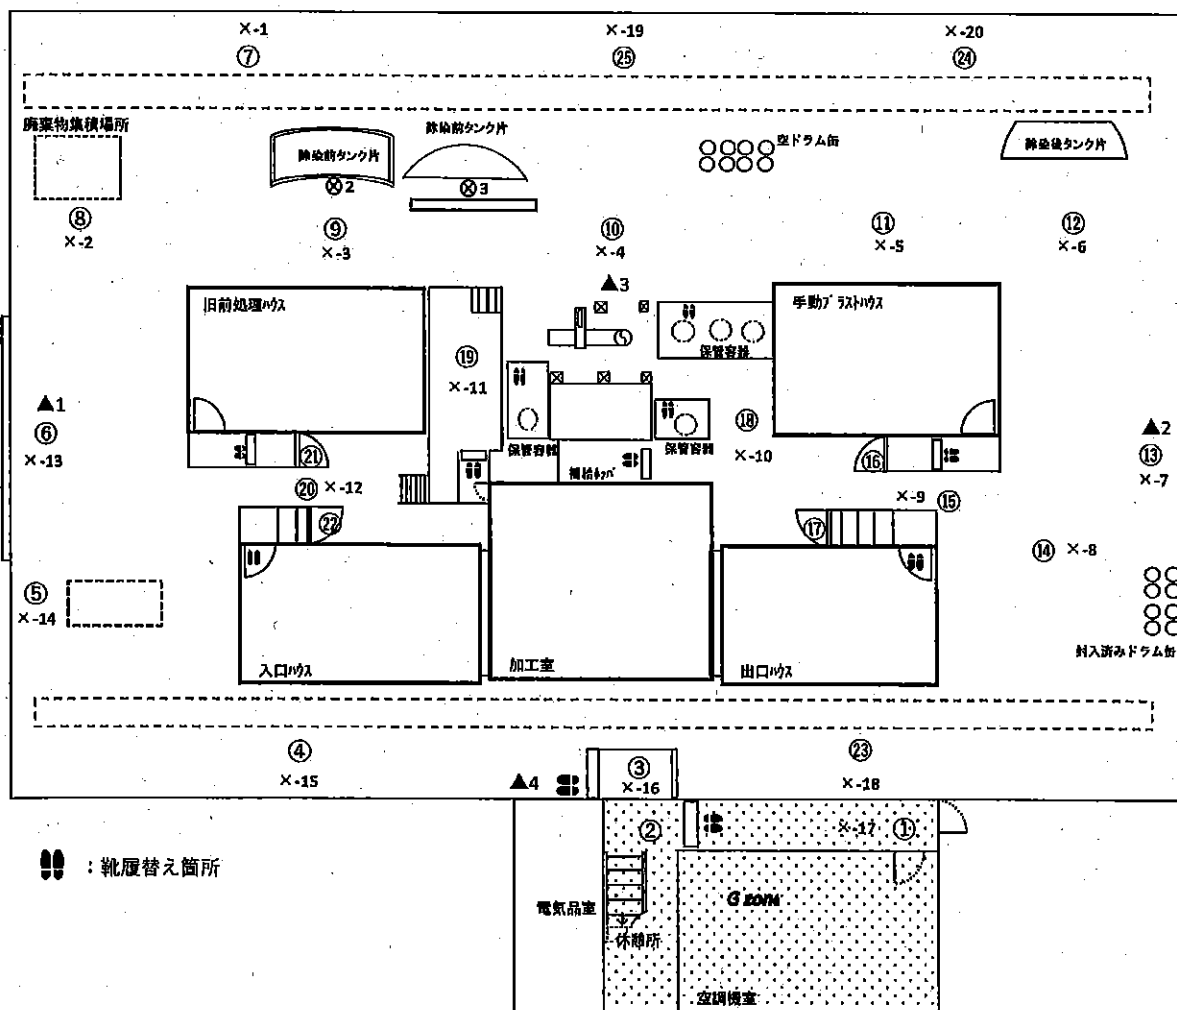 ×-1
×-19
×-20
⑦
㉕
㉔
廃棄物集積場所
除染前タンク片
除染前タンク片
空ドラム缶
除染後タンク片
⊗2
⊗3
⑧
×-2
⑨
×-3
⑩
×-4
⑪
×-5
⑫
×-6
▲3
旧前処理ハウス
手動ブラストハウス
保管容器
⑲
×-11
▲1
⑥
×-13
⑱
×-10
▲2
⑬
×-7
保管容器
保管容器
補給ホッパ
㉑
⑯
⑳
×-12
×-9
⑮
㉒
⑰
⑭
×-8
⑤
×-14
封入済みドラム缶
入口ハウス
加工室
出口ハウス
④
×-15
▲4
③
×-16
㉓
×-18
②
×-17
①
:靴履替え箇所
電気品室
休憩所
G zone
空調機室